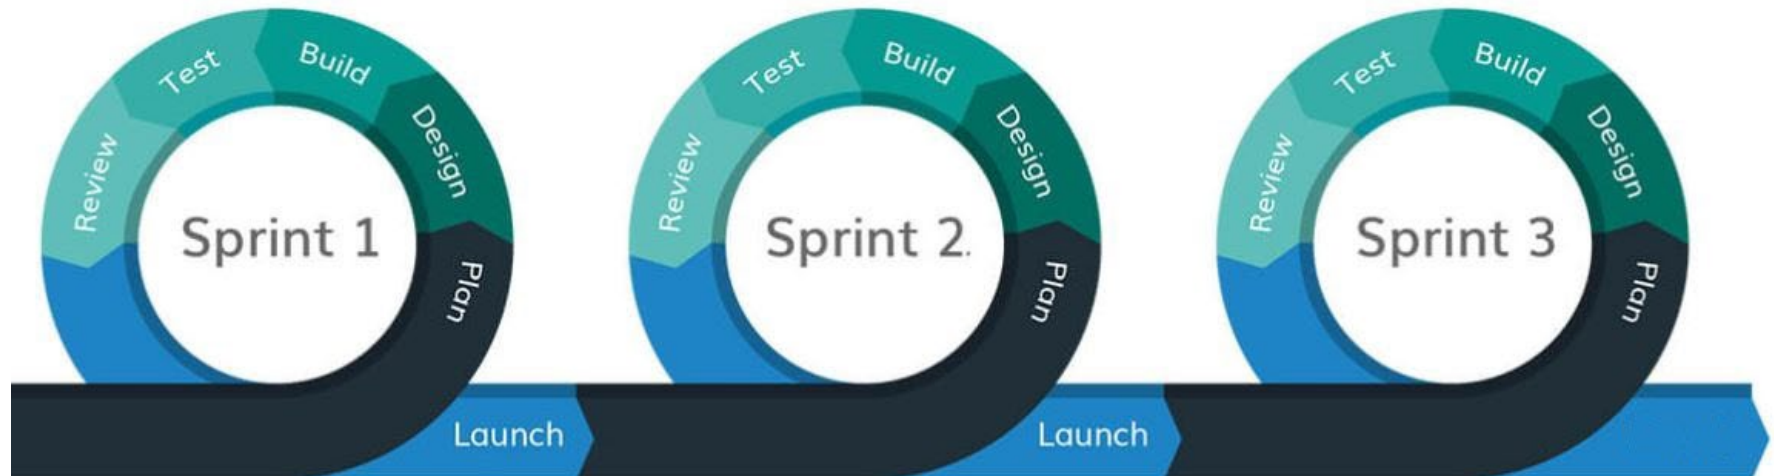 Sprint 1
Plan
Design
Build
Test
Review
Launch
Sprint 2.
Plan
Design
Build
Test
Review
Launch
Sprint 3
Plan
Design
Build
Test
Review